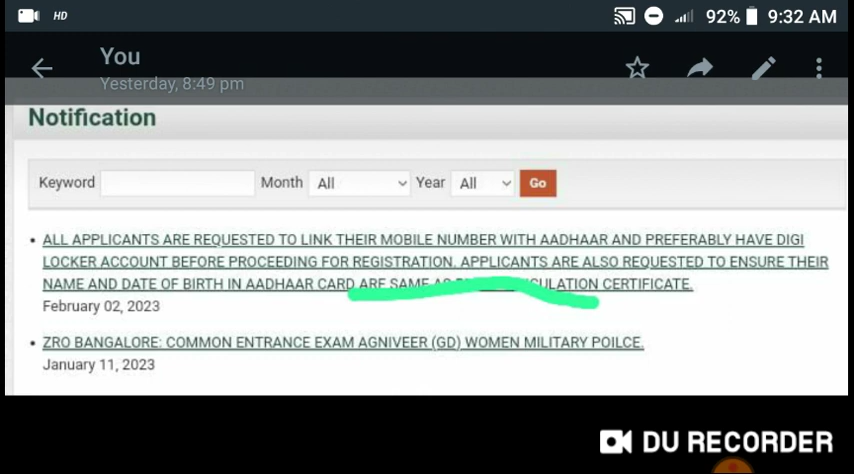 HD 92% 9:32 AM
You
Yesterday, 8:49 pm
Notification
Keyword Month All Year All Go
• ALL APPLICANTS ARE REQUESTED TO LINK THEIR MOBILE NUMBER WITH AADHAAR AND PREFERABLY HAVE DIGI
LOCKER ACCOUNT BEFORE PROCEEDING FOR REGISTRATION. APPLICANTS ARE ALSO REQUESTED TO ENSURE THEIR
NAME AND DATE OF BIRTH IN AADHAAR CARD ARE SAME AS CERTIFICATE.
February 02, 2023
• ZRO BANGALORE: COMMON ENTRANCE EXAM AGNIVEER (GD) WOMEN MILITARY POILCE.
January 11, 2023
DU RECORDER